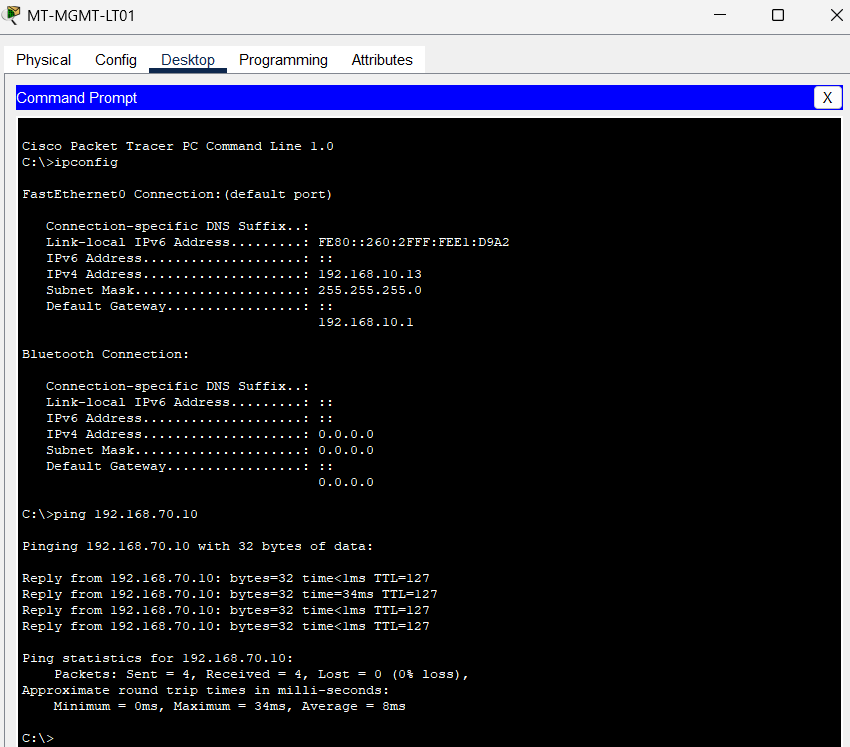 MT-MGMT-LT01
Physical Config Desktop Programming Attributes
Command Prompt X
Cisco Packet Tracer PC Command Line 1.0
C:\>ipconfig
FastEthernet0 Connection:(default port)
Connection-specific DNS Suffix..:
Link-local IPv6 Address.........: FE80::260:2FFF:FEE1:D9A2
IPv6 Address....................: ::
IPv4 Address....................: 192.168.10.13
Subnet Mask.....................: 255.255.255.0
Default Gateway.................: ::
192.168.10.1
Bluetooth Connection:
Connection-specific DNS Suffix..:
Link-local IPv6 Address.........: ::
IPv6 Address....................: ::
IPv4 Address....................: 0.0.0.0
Subnet Mask.....................: 0.0.0.0
Default Gateway.................: ::
0.0.0.0
C:\>ping 192.168.70.10
Pinging 192.168.70.10 with 32 bytes of data:
Reply from 192.168.70.10: bytes=32 time<1ms TTL=127
Reply from 192.168.70.10: bytes=32 time=34ms TTL=127
Reply from 192.168.70.10: bytes=32 time<1ms TTL=127
Reply from 192.168.70.10: bytes=32 time<1ms TTL=127
Ping statistics for 192.168.70.10:
Packets: Sent = 4, Received = 4, Lost = 0 (0% loss),
Approximate round trip times in milli-seconds:
Minimum = 0ms, Maximum = 34ms, Average = 8ms
C:\>